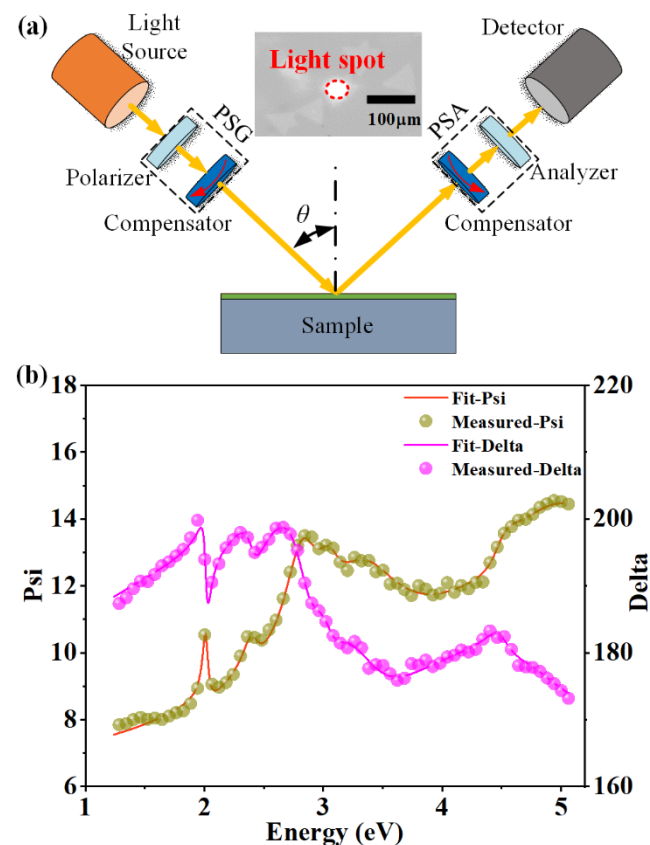 (a)
Light
Source
Light spot
100μm
Detector
PSG
PSA
Polarizer
Analyzer
Compensator
θ
Compensator
Sample
(b)
18
16
14
12
10
8
6
Psi
Fit-Psi
Measured-Psi
Fit-Delta
Measured-Delta
220
200
180
160
Delta
1
2
3
4
5
Energy (eV)